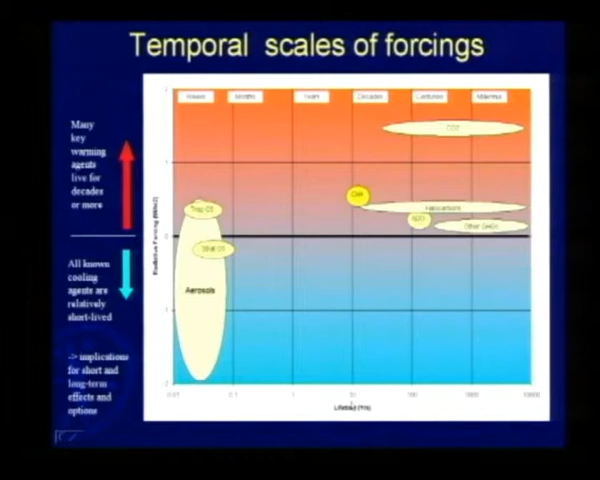 Temporal scales of forcings
Many
key
warming
agents
live for
decades
or more
All known
cooling
agents are
relatively
short-lived
-> implications
for short and
long-term
effects and
options
Weeks
Months
Years
Decades
Centuries
Millennia
CO2
CH4
Halocarbons
N2O
Other GHGs
Trop O3
Strat O3
Aerosols
Radiative Forcing (W/m2)
0.01
0.1
1
10
100
1000
10000
Lifetime (Yrs)